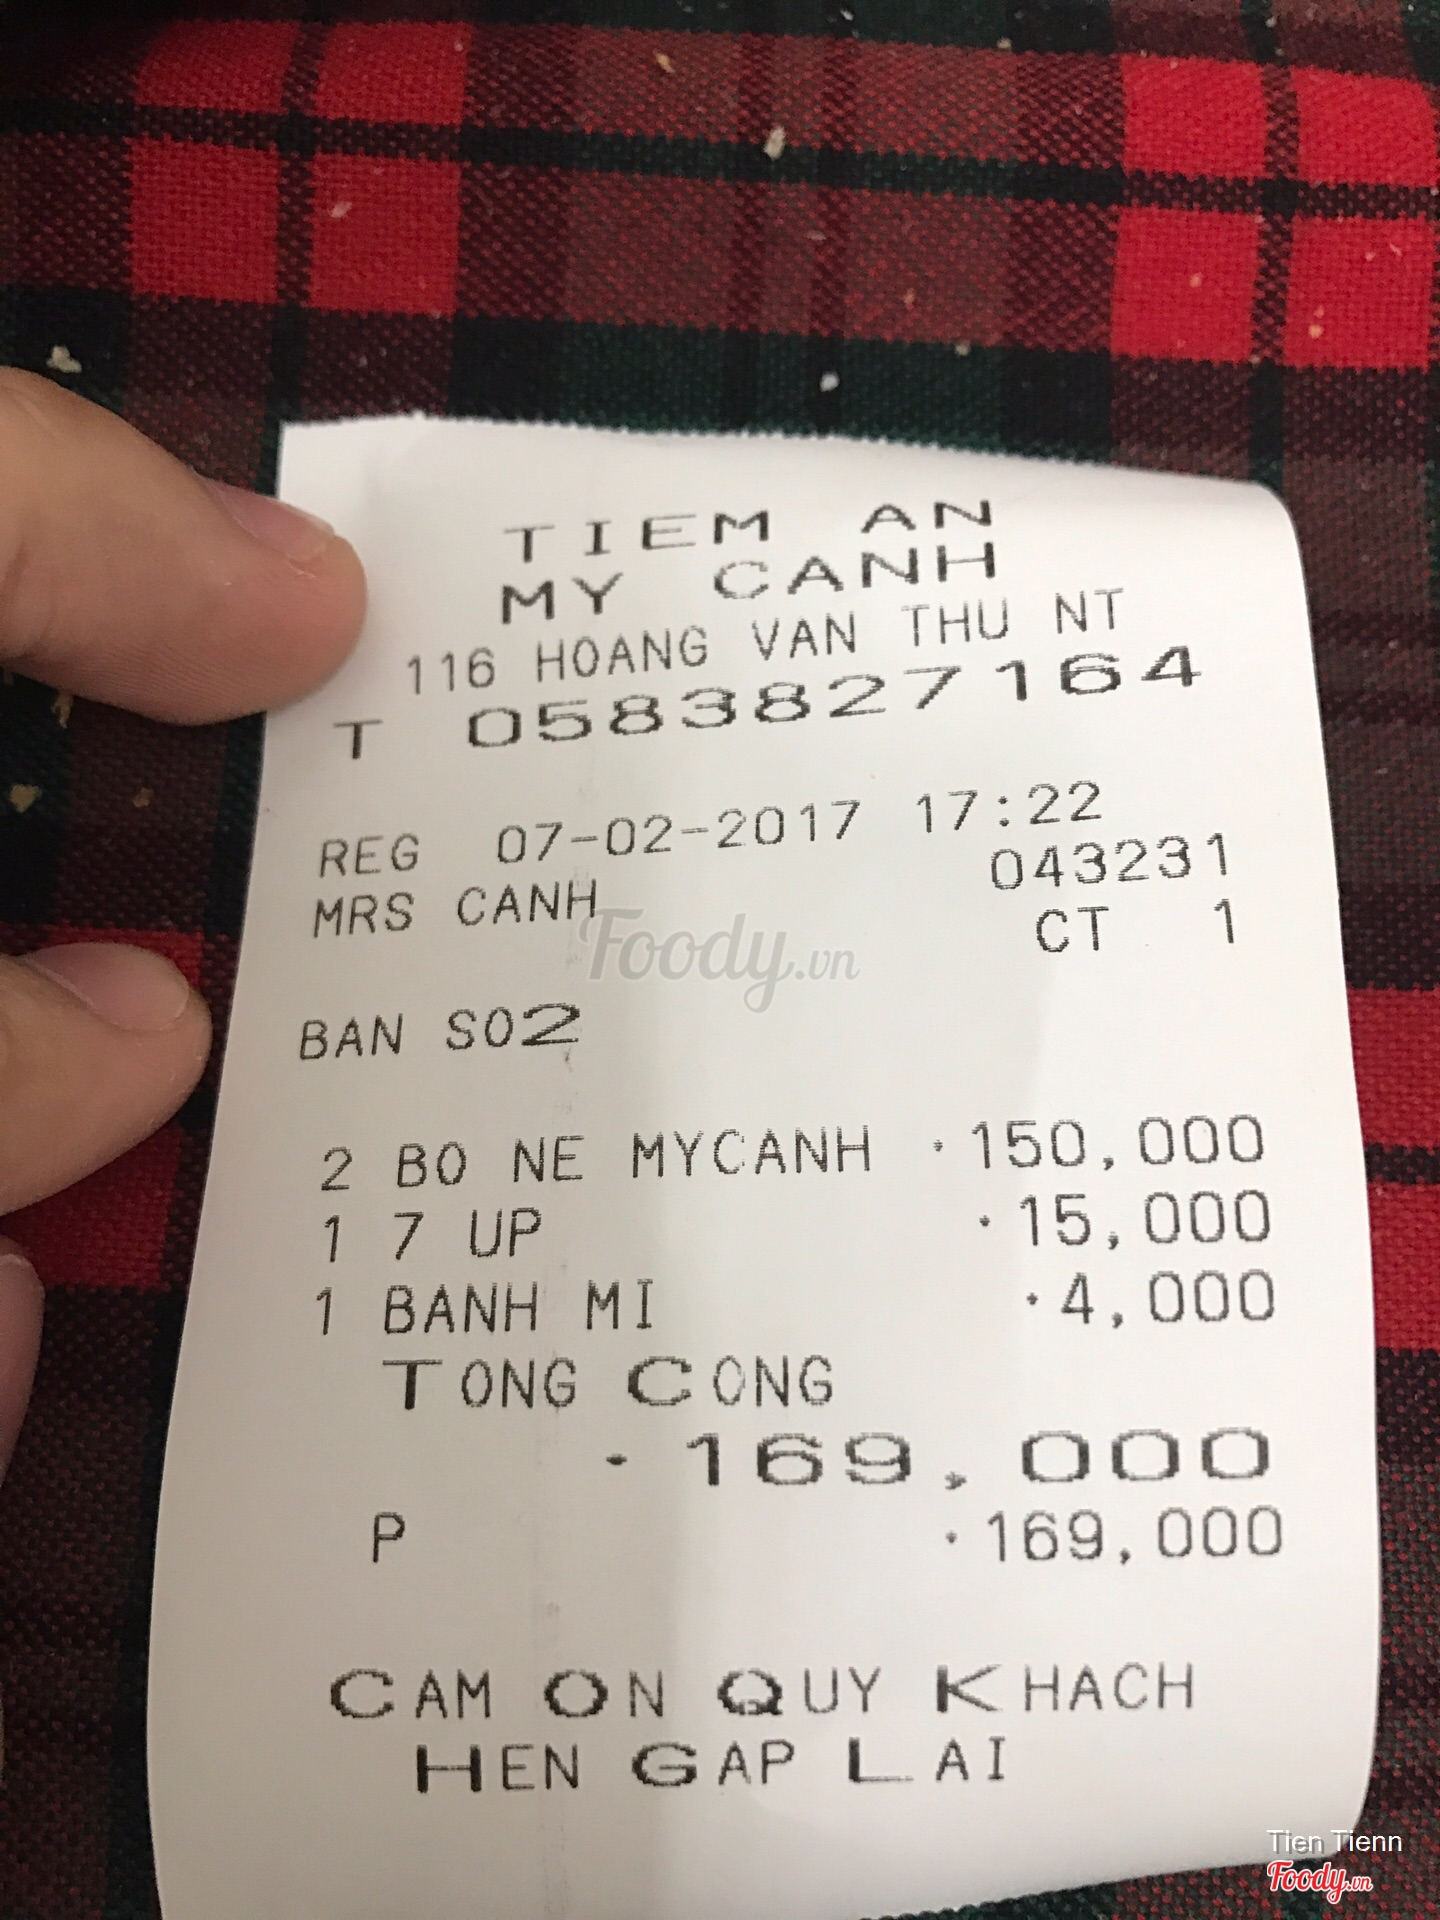 TIEM AN
MY CANH
116 HOANG VAN THU NT
T 0583827164
REG 07-02-2017 17:22
MRS CANH 043231
CT 1
Foody.vn
BAN SO2
2 BO NE MYCANH ·150,000
1 7 UP ·15,000
1 BANH MI ·4,000
TONG CONG
·169,000
P ·169,000
CAM ON QUY KHACH
HEN GAP LAI
Tien Tienn
Foody.vn